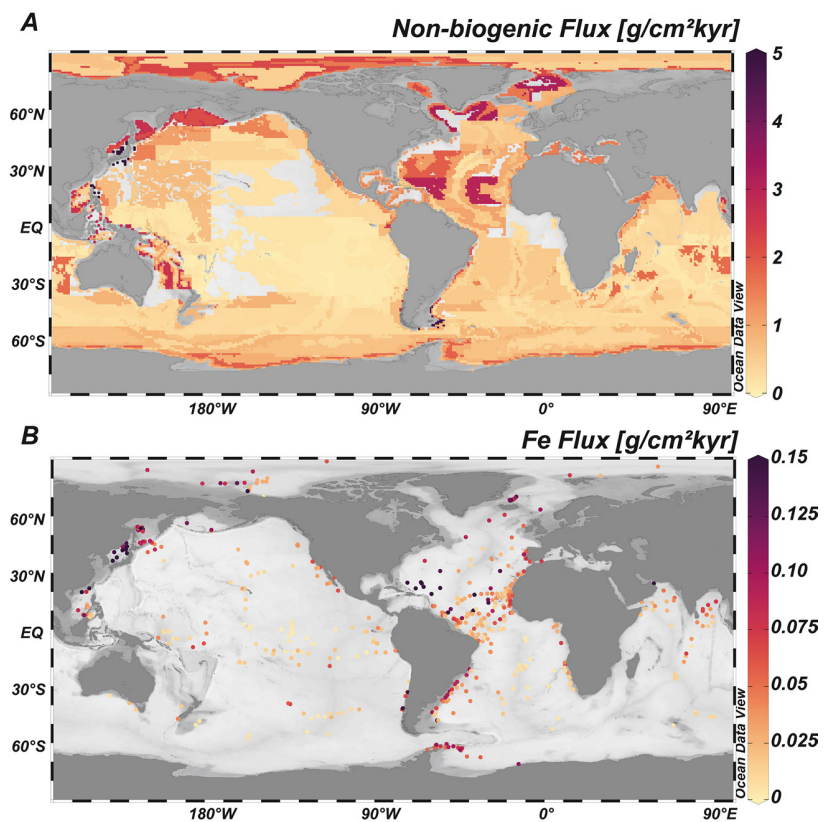 A
Non-biogenic Flux [g/cm²kyr]
5
60°N
4
30°N
3
EQ
2
30°S
1
60°S
Ocean Data View
0
180°W 90°W 0° 90°E
B
Fe Flux [g/cm²kyr]
0.15
60°N
0.10
30°N
0.075
EQ
0.05
30°S
0.025
60°S
Ocean Data View
0
180°W 90°W 0° 90°E